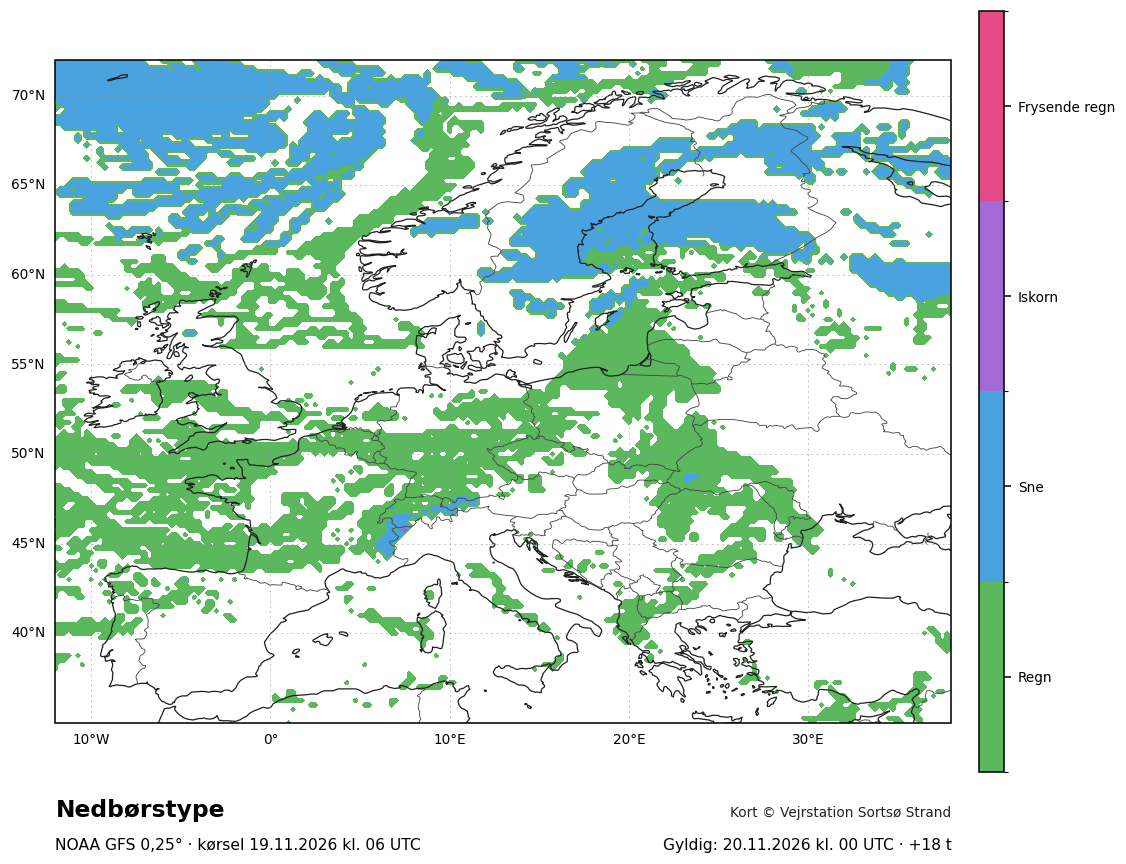 70°N
65°N
60°N
55°N
50°N
45°N
40°N
10°W
0°
10°E
20°E
30°E
Frysende regn
Iskorn
Sne
Regn
Nedbørstype
Kort © Vejrstation Sortsø Strand
NOAA GFS 0,25° · kørsel 19.11.2026 kl. 06 UTC
Gyldig: 20.11.2026 kl. 00 UTC · +18 t